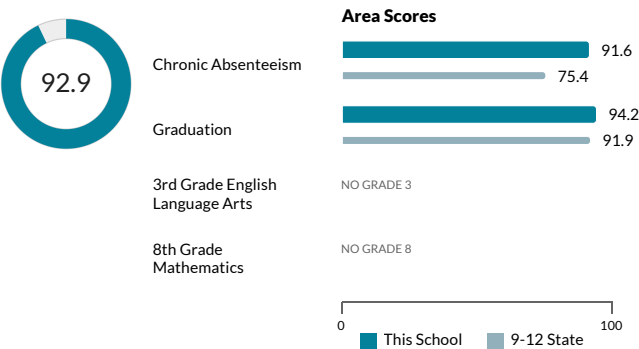 Area Scores
92.9
Chronic Absenteeism
91.6
75.4
Graduation
94.2
91.9
3rd Grade English
Language Arts
NO GRADE 3
8th Grade
Mathematics
NO GRADE 8
0
100
This School
9-12 State